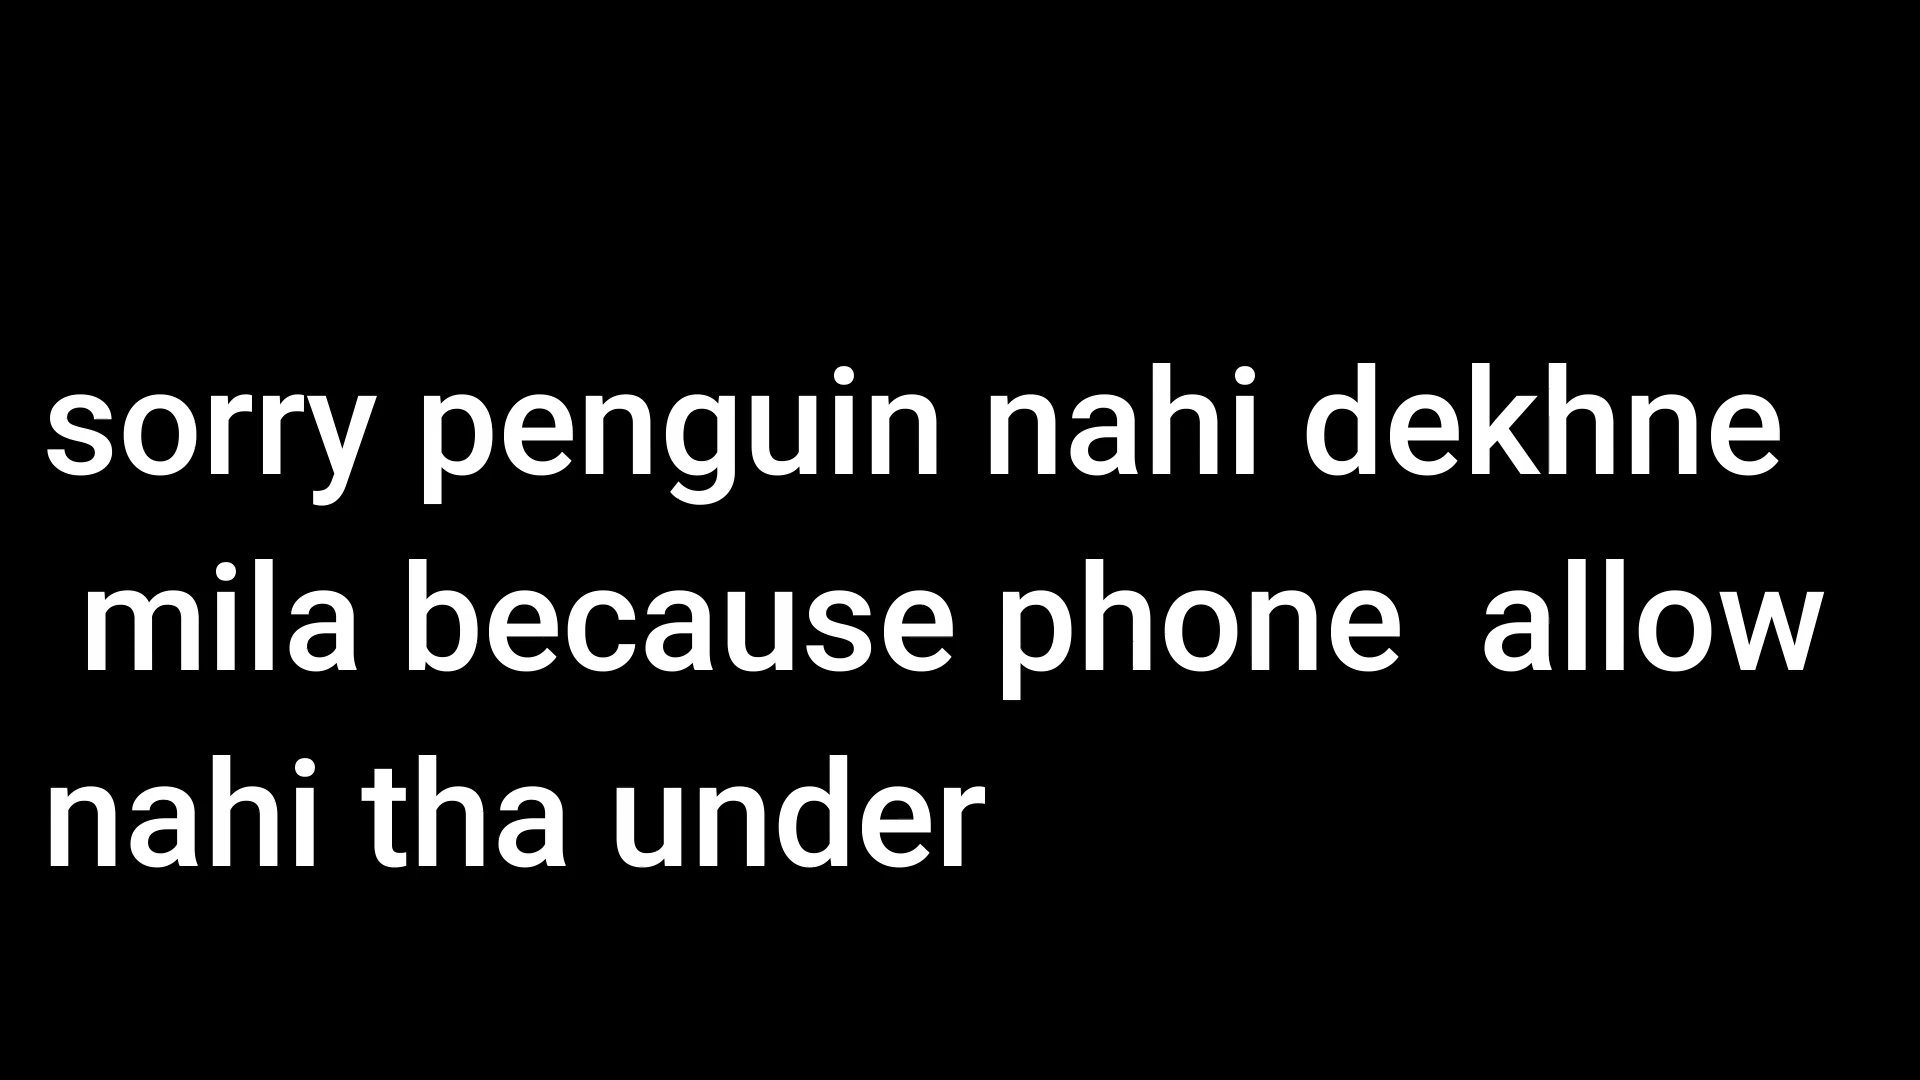 sorry penguin nahi dekhne
mila because phone  allow
nahi tha under